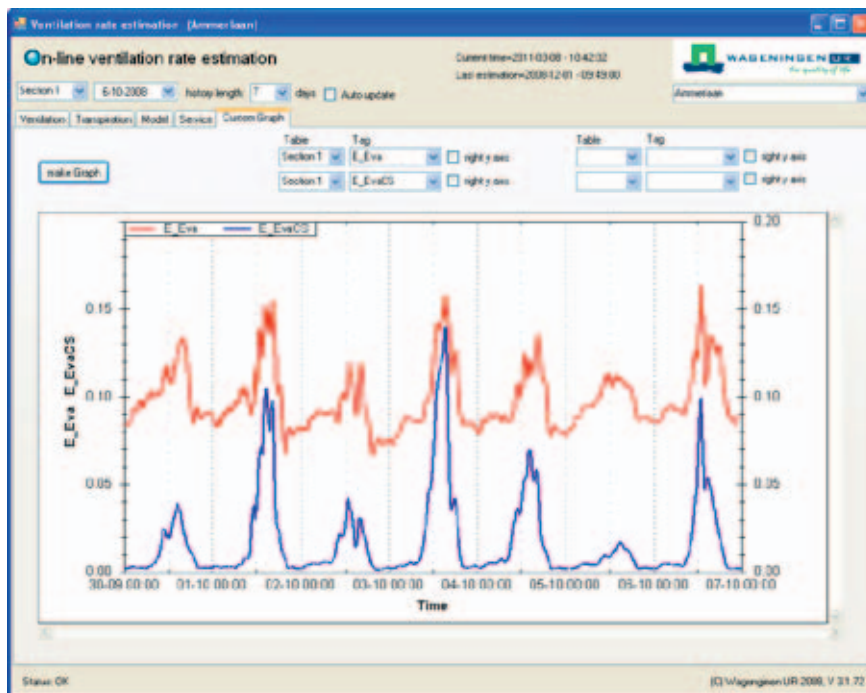 Ventilation rate estimation (Ammerlaan)
On-line ventilation rate estimation
Current time=2011-03-08 - 10:42:32
Last estimation=2008-12-01 - 09:49:00
WAGENINGEN UR
For quality of life
Section 1 6-10-2008 history length: 7 days Auto update
Ammerlaan
Ventilation Transpiration Model Service Custom Graph
Table Tag Table Tag
make Graph
Section 1 E_Eva right y axis right y axis
Section 1 E_EvaCS right y axis right y axis
E_Eva E_EvaCS
0.20
0.15 0.15
0.10 0.10
0.05 0.05
0.00 0.00
E_Eva E_EvaCS
30-09 00:00 01-10 00:00 02-10 00:00 03-10 00:00 04-10 00:00 05-10 00:00 06-10 00:00 07-10 00:00
Time
Status: OK
(C) Wageningen UR 2008, V 3.1.72